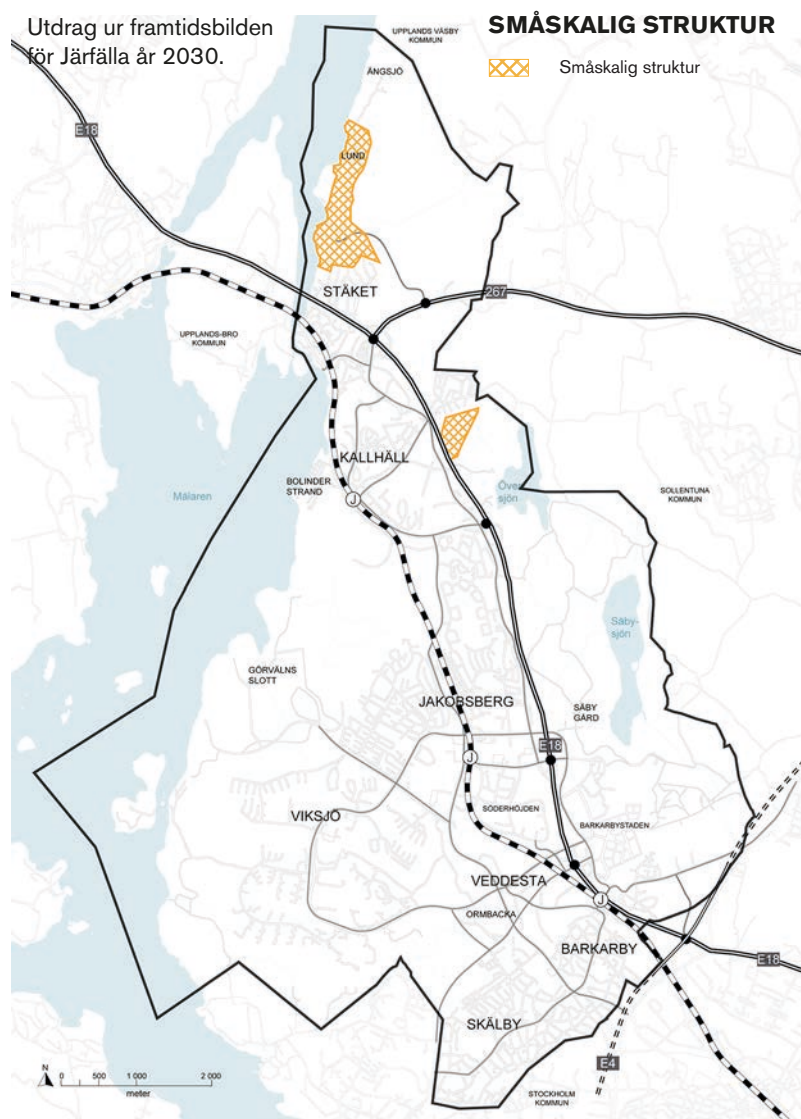 Utdrag ur framtidsbilden
för Järfälla år 2030.
SMÅSKALIG STRUKTUR
Småskalig struktur
UPPLANDS VÄSBY
KOMMUN
ÄNGSJÖ
E18
LUND
STÄKET
267
UPPLANDS-BRO
KOMMUN
KALLHÄLL
BOLINDER
STRAND
J
Mälaren
Över
sjön
SOLLENTUNA
KOMMUN
Säby-
sjön
GÖRVÄLNS
SLOTT
JAKOBSBERG
SÄBY
GÅRD
E18
J
SÖDERHÖJDEN
VIKSJÖ
BARKARBYSTADEN
VEDDESTA
J
ORMBACKA
BARKARBY
E18
SKÄLBY
E4
STOCKHOLM
KOMMUN
N
0 500 1 000 2 000
meter